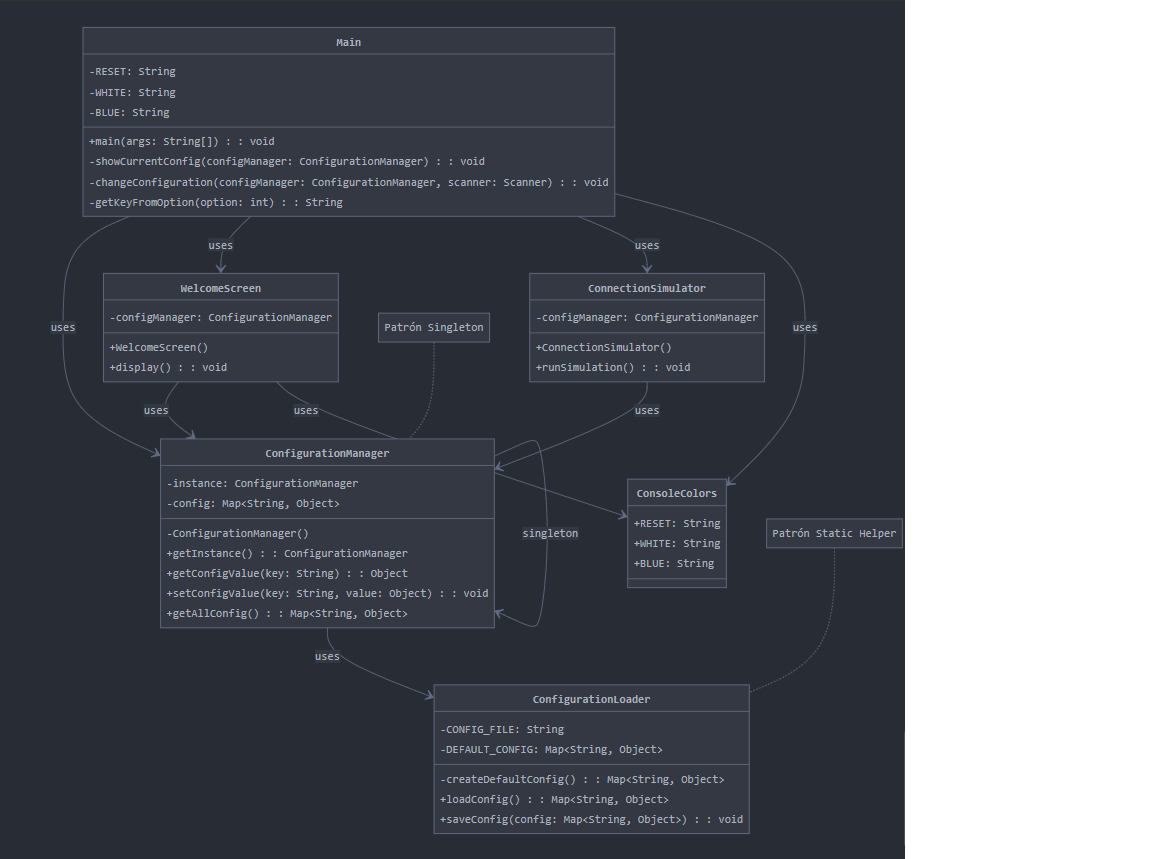 Main
-RESET: String
-WHITE: String
-BLUE: String
+main(args: String[]) : : void
-showCurrentConfig(configManager: ConfigurationManager) : : void
-changeConfiguration(configManager: ConfigurationManager, scanner: Scanner) : : void
-getKeyFromOption(option: int) : : String
uses
uses
WelcomeScreen
-configManager: ConfigurationManager
+WelcomeScreen()
+display() : : void
ConnectionSimulator
-configManager: ConfigurationManager
+ConnectionSimulator()
+runSimulation() : : void
uses
Patrón Singleton
uses
uses
uses
uses
ConfigurationManager
-instance: ConfigurationManager
-config: Map<String, Object>
-ConfigurationManager()
+getInstance() : : ConfigurationManager
+getConfigValue(key: String) : : Object
+setConfigValue(key: String, value: Object) : : void
+getAllConfig() : : Map<String, Object>
singleton
ConsoleColors
+RESET: String
+WHITE: String
+BLUE: String
Patrón Static Helper
uses
ConfigurationLoader
-CONFIG_FILE: String
-DEFAULT_CONFIG: Map<String, Object>
-createDefaultConfig() : : Map<String, Object>
+loadConfig() : : Map<String, Object>
+saveConfig(config: Map<String, Object>) : : void